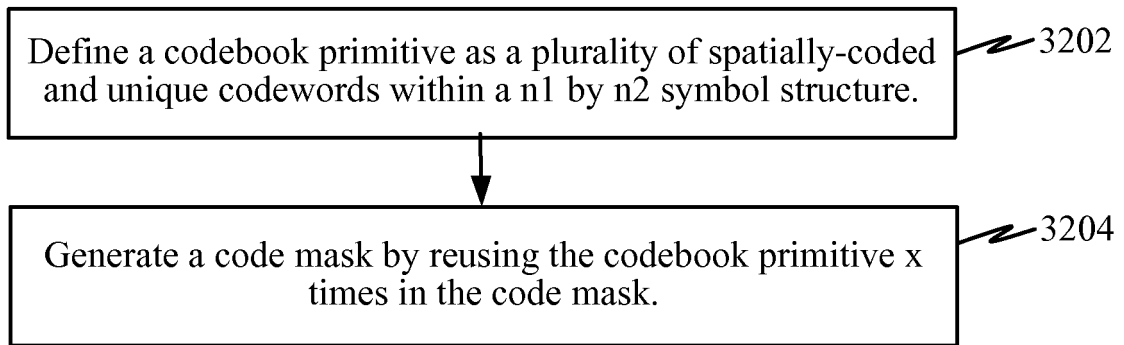 Define a codebook primitive as a plurality of spatially-coded
and unique codewords within a n1 by n2 symbol structure.
3202
Generate a code mask by reusing the codebook primitive x
times in the code mask.
3204